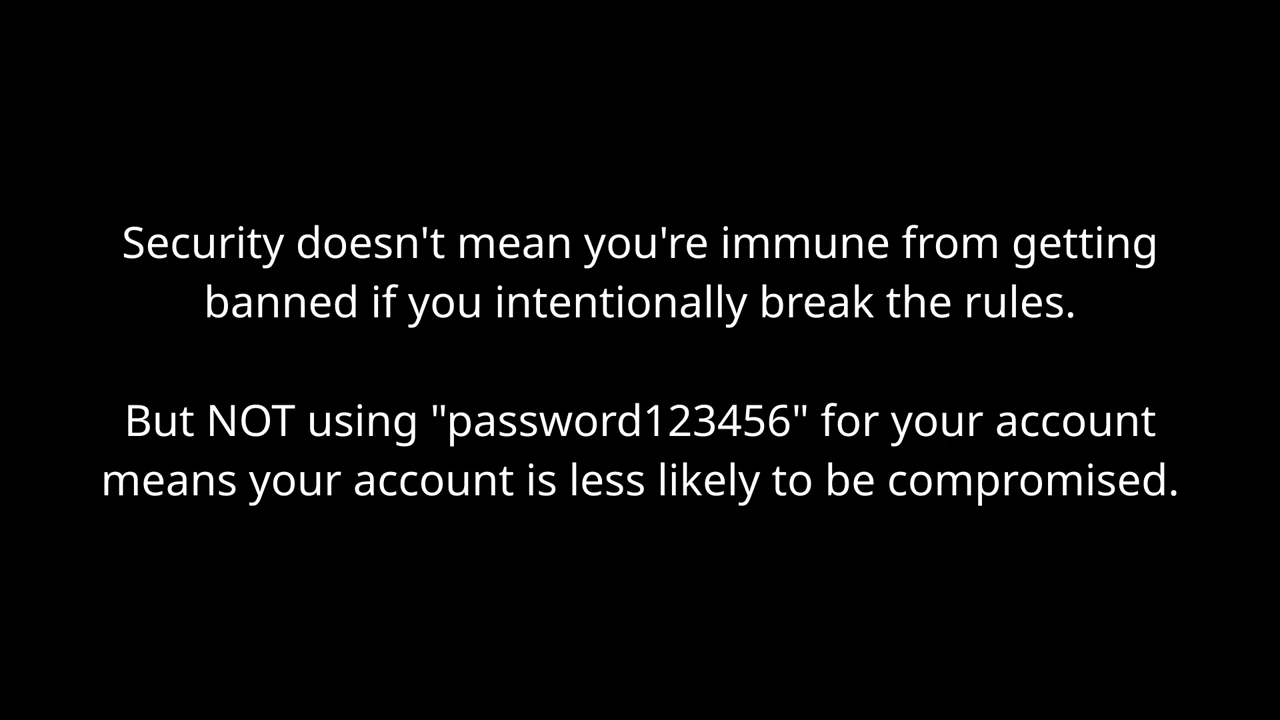 Security doesn't mean you're immune from getting
banned if you intentionally break the rules.
But NOT using "password123456" for your account
means your account is less likely to be compromised.